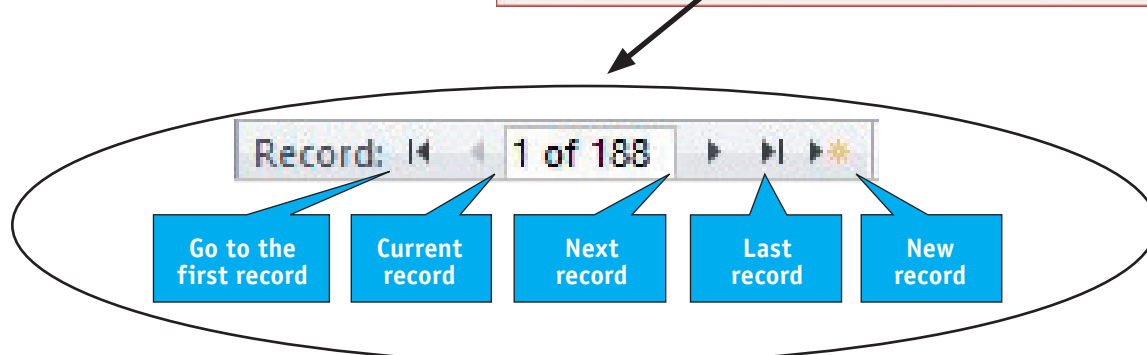 Record: 1 of 188
Go to the
first record
Current
record
Next
record
Last
record
New
record